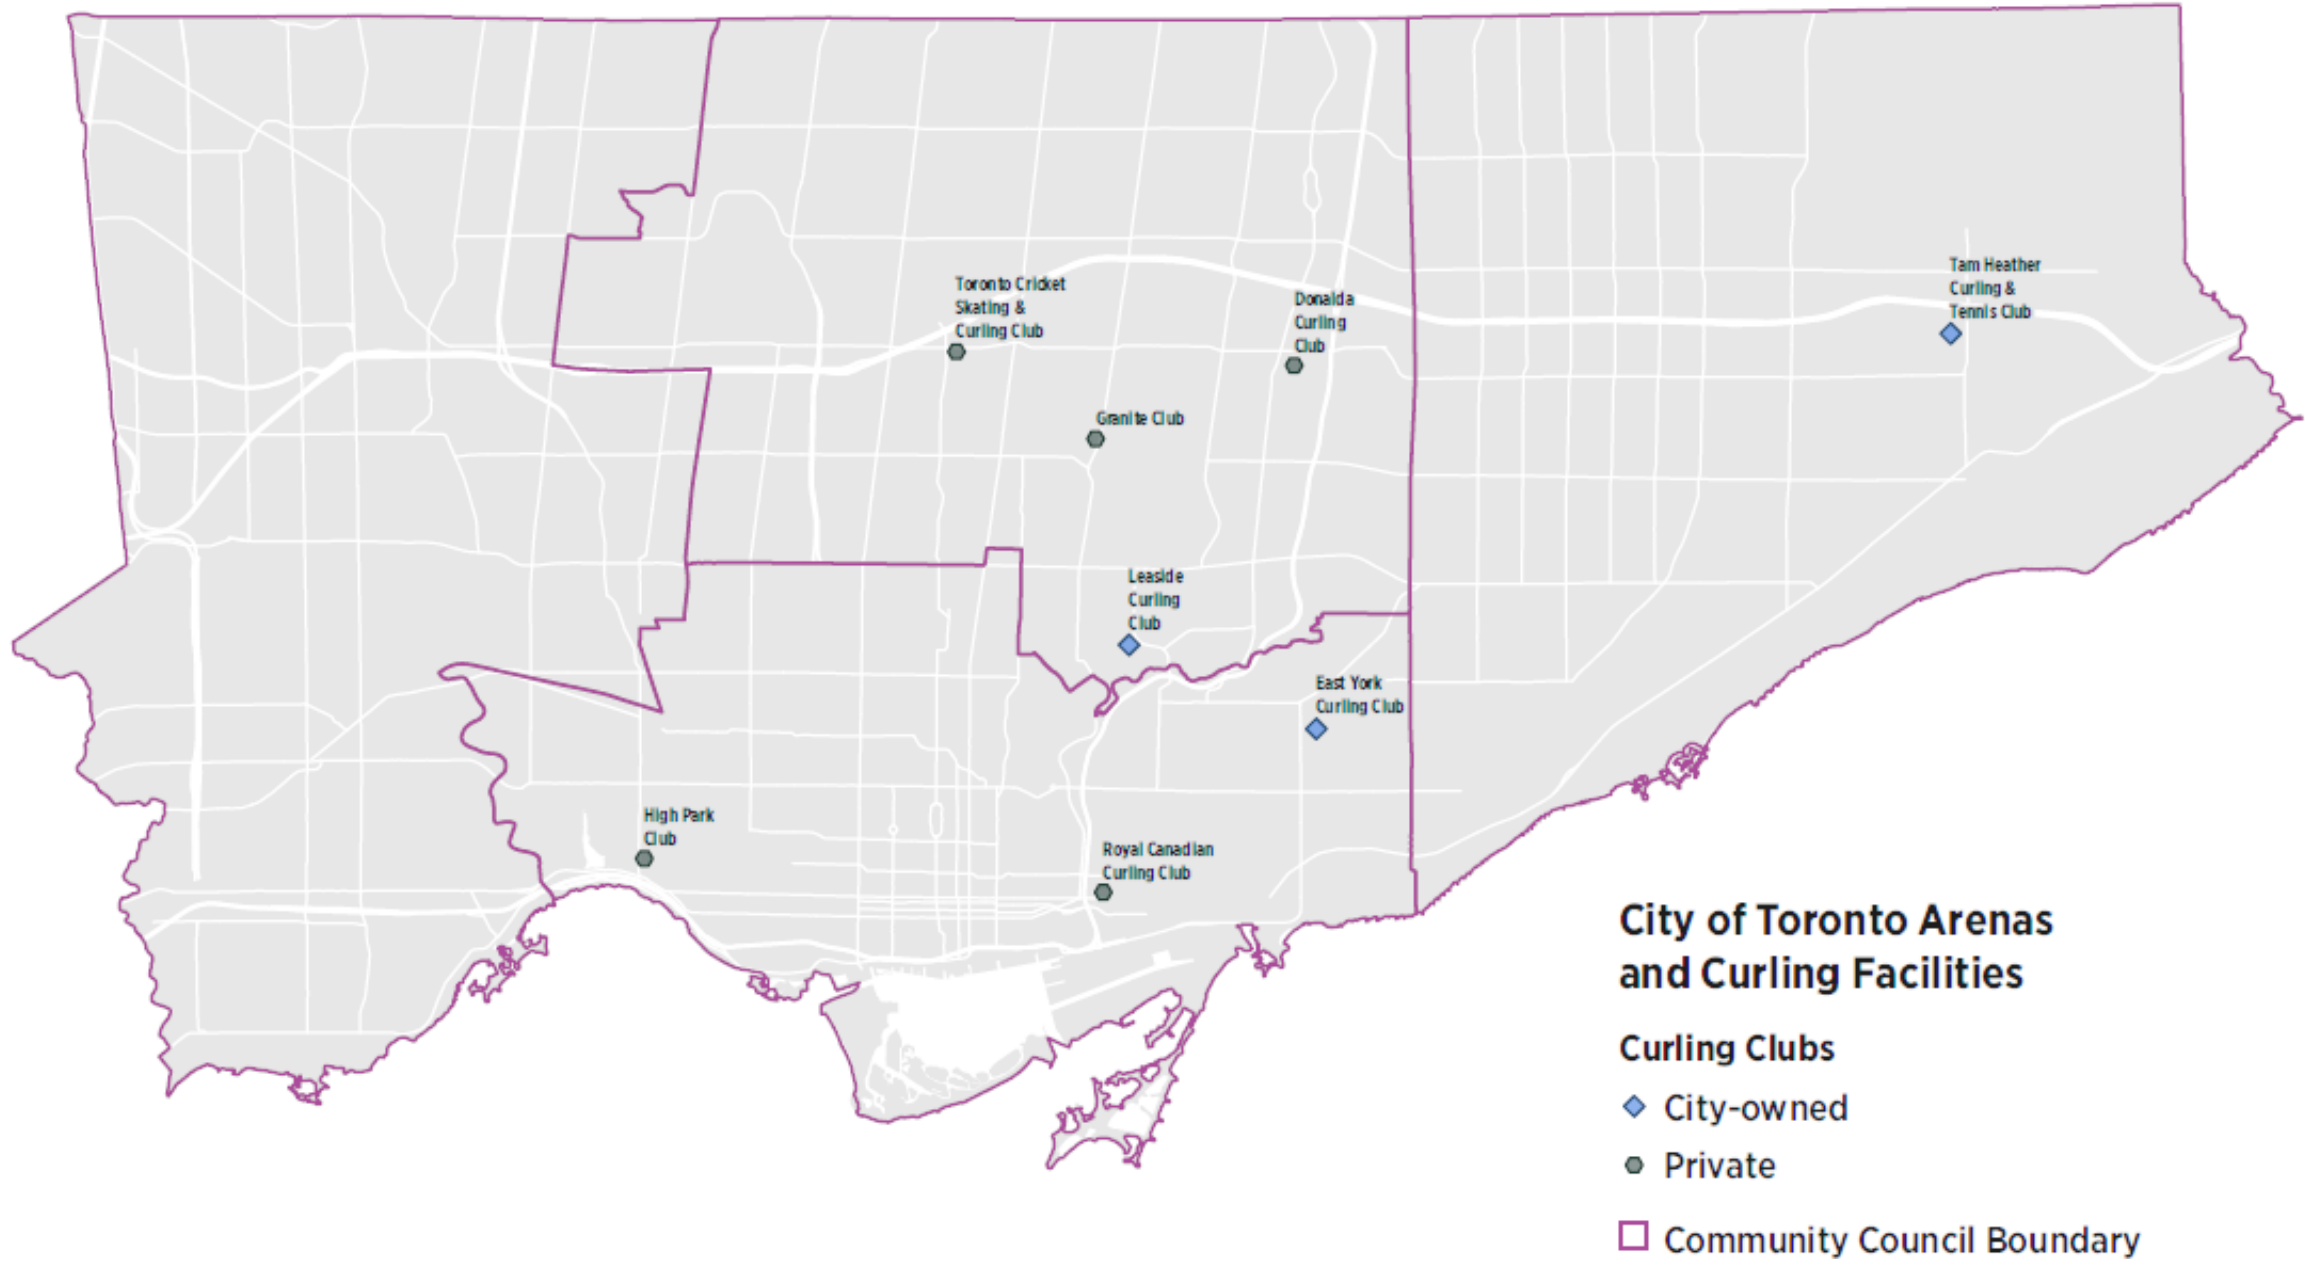 Tam Heather
Curling &
Tennis Club
Toronto Cricket
Skating &
Curling Club
Donalda
Curling
Club
Granite Club
Leaside
Curling
Club
East York
Curling Club
High Park
Club
Royal Canadian
Curling Club
City of Toronto Arenas
and Curling Facilities
Curling Clubs
City-owned
Private
Community Council Boundary